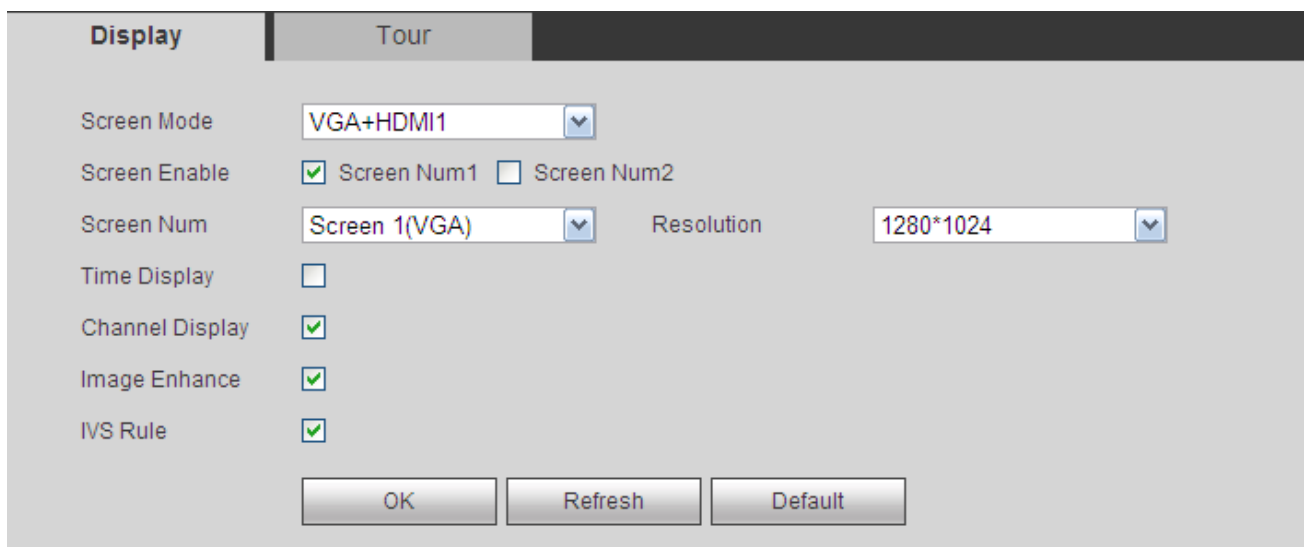 Display Tour
Screen Mode VGA+HDMI1
Screen Enable Screen Num1 Screen Num2
Screen Num Screen 1(VGA) Resolution 1280*1024
Time Display
Channel Display
Image Enhance
IVS Rule
OK Refresh Default